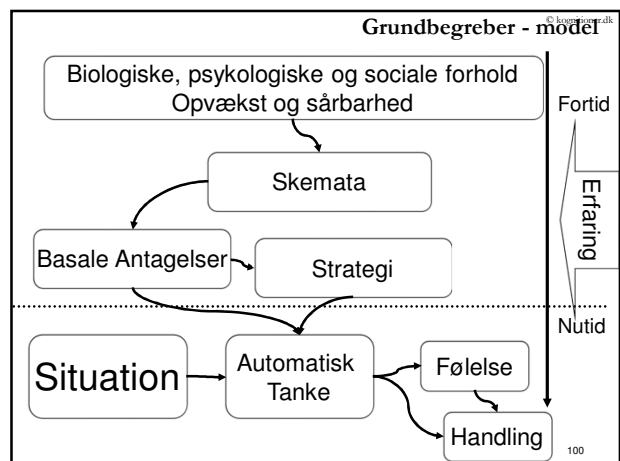 © kognitioner.dk
Grundbegreber - model
Biologiske, psykologiske og sociale forhold
Opvækst og sårbarhed
Fortid
Skemata
Erfaring
Basale Antagelser
Strategi
Nutid
Situation
Automatisk
Tanke
Følelse
Handling
100